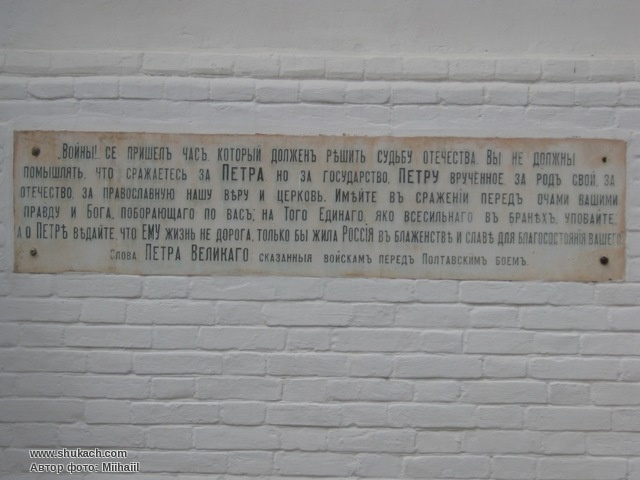 „Войны! се пришелъ часъ, который долженъ рѣшить судьбу отечества. Вы не должны
помышлять, что сражаетесь за Петра но за государство, Петру врученное, за родъ свой, за
отечество, за православную нашу вѣру и церковь. Имѣйте въ сраженіи передъ очами вашими
правду и Бога, поборающаго по васъ; на Того Единаго, яко всесильнаго въ бранѣхъ, уповайте,
а о Петрѣ вѣдайте, что ЕМУ жизнь не дорога, только бы жила Россія въ блаженствѣ и славѣ для благосостоянія вашего.
Слова Петра Великаго сказанныя войскамъ передъ Полтавскимъ боемъ.
www.shukach.com
Автор фото: Miihaiil